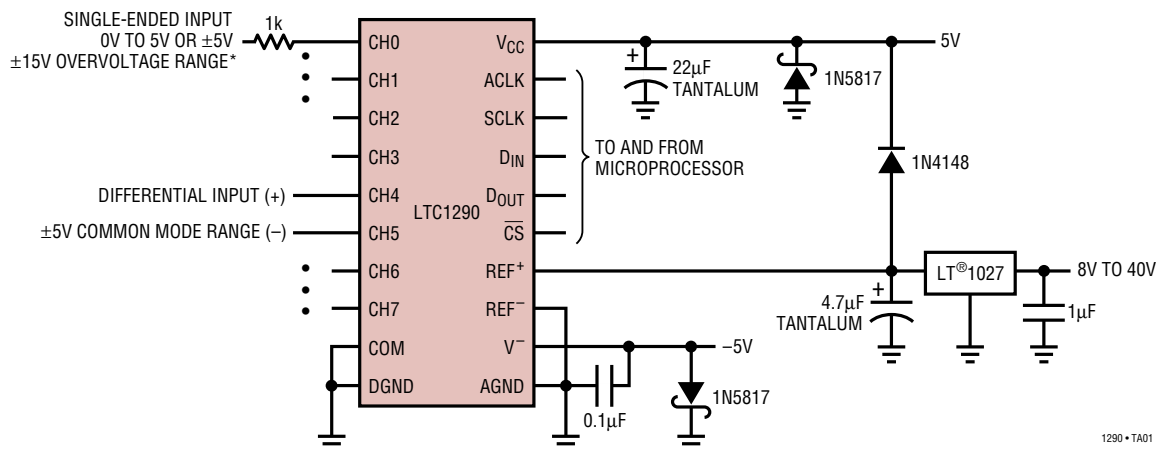 SINGLE-ENDED INPUT
0V TO 5V OR ±5V
±15V OVERVOLTAGE RANGE*
1k
DIFFERENTIAL INPUT (+)
±5V COMMON MODE RANGE (–)
CH0
CH1
CH2
CH3
CH4
CH5
CH6
CH7
COM
DGND
LTC1290
VCC
ACLK
SCLK
DIN
DOUT
CS
REF+
REF–
V–
AGND
22µF
TANTALUM
1N5817
5V
TO AND FROM
MICROPROCESSOR
1N4148
4.7µF
TANTALUM
LT®1027
8V TO 40V
1µF
–5V
0.1µF
1N5817
1290 • TA01